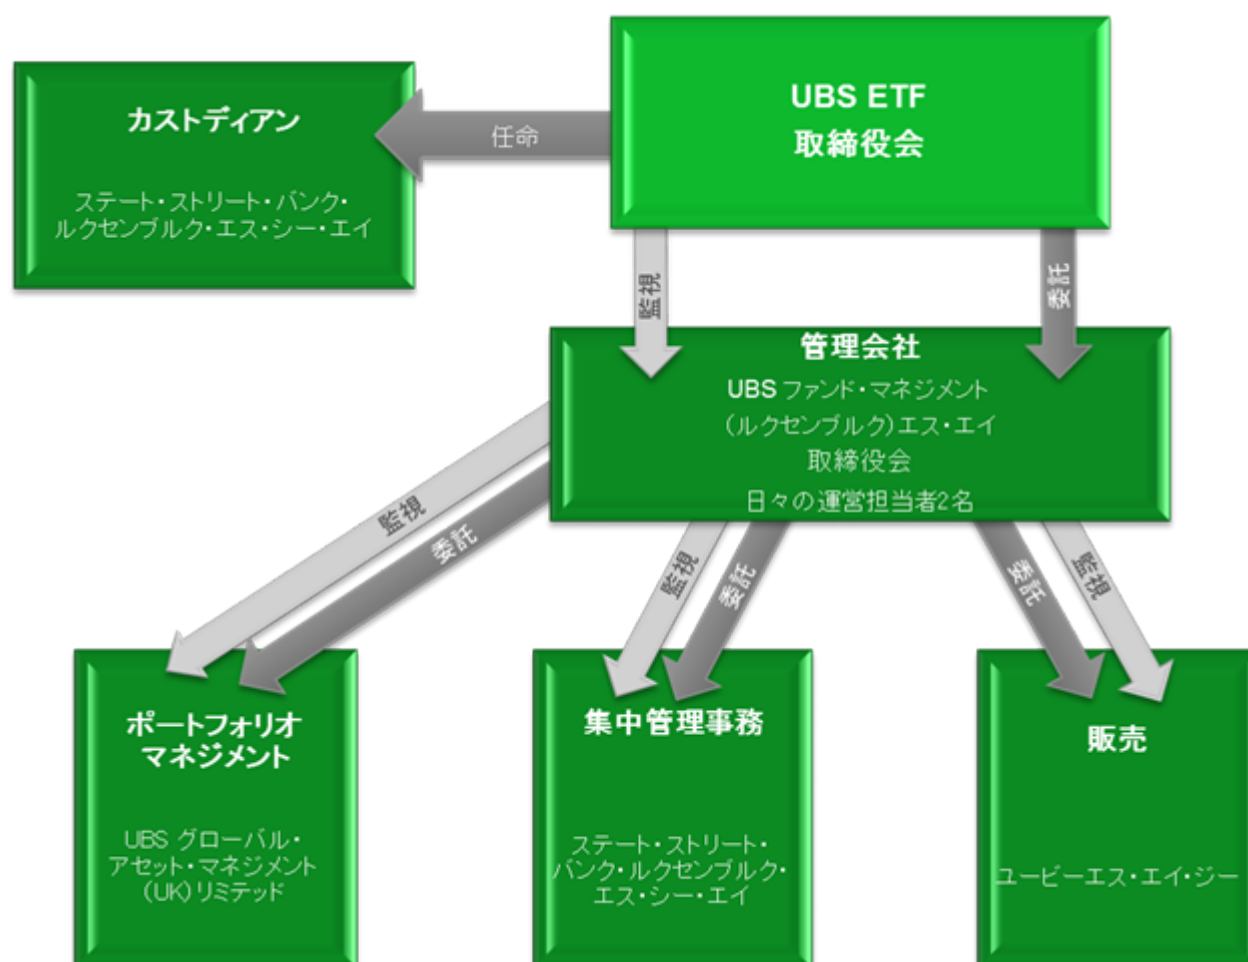 UBS ETF
取締役会
カストディアン
ステート・ストリート・バンク・
ルクセンブルク・エス・シー・エイ
任命
監視
委託
管理会社
UBS ファンド・マネジメント
(ルクセンブルク)エス・エイ
取締役会
日々の運営担当者2名
監視
委託
監視
委託
委託
監視
ポートフォリオ
マネジメント
UBS グローバル・
アセット・マネジメント
(UK)リミテッド
集中管理事務
ステート・ストリート・
バンク・ルクセンブルク・
エス・シー・エイ
販売
ユービーエス・エイ・ジー